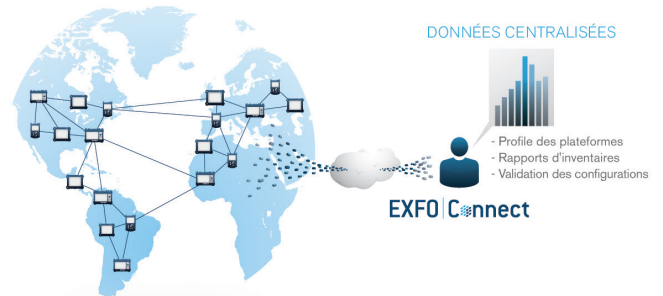 DONNÉES CENTRALISÉES
- Profile des plateformes
- Rapports d'inventaires
- Validation des configurations
EXFO Connect